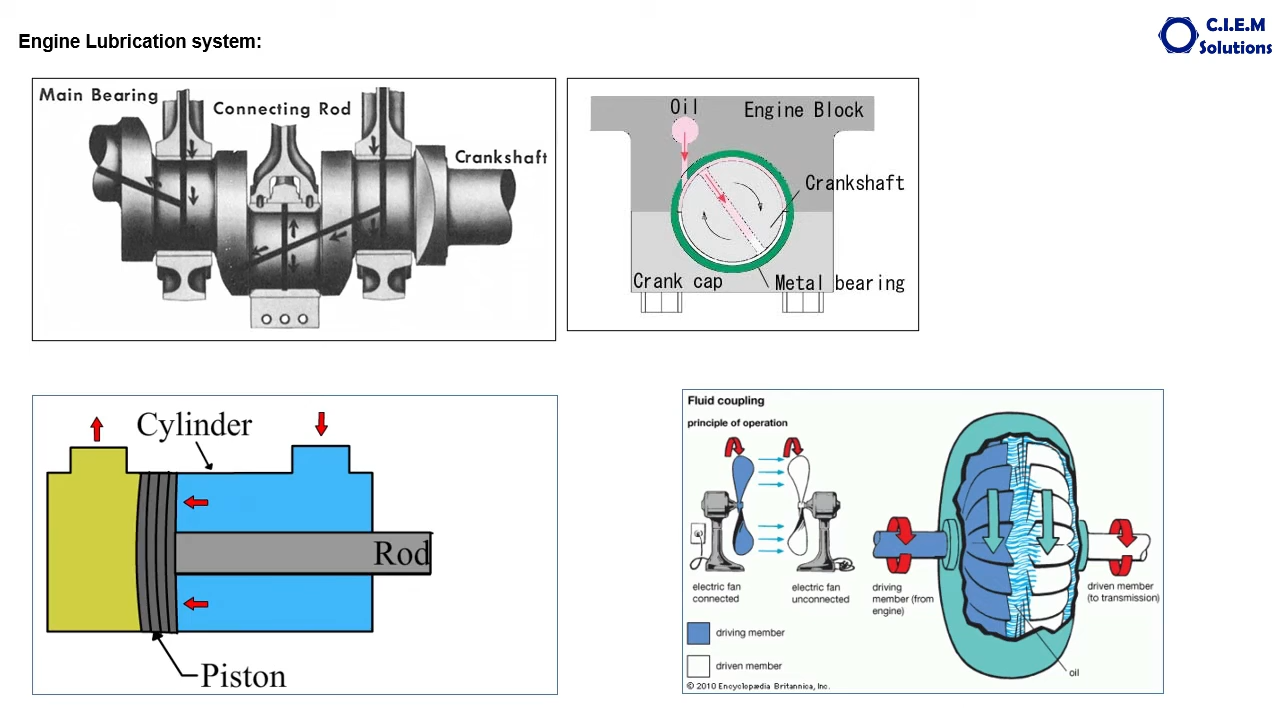 Engine Lubrication system:
C.I.E.M
Solutions
Main Bearing
Connecting Rod
Crankshaft
Oil
Engine Block
Crankshaft
Crank cap
Metal bearing
Cylinder
Rod
Piston
Fluid coupling
principle of operation
electric fan
connected
electric fan
unconnected
driving
member (from
engine)
driven member
(to transmission)
driving member
driven member
oil
© 2010 Encyclopædia Britannica, Inc.